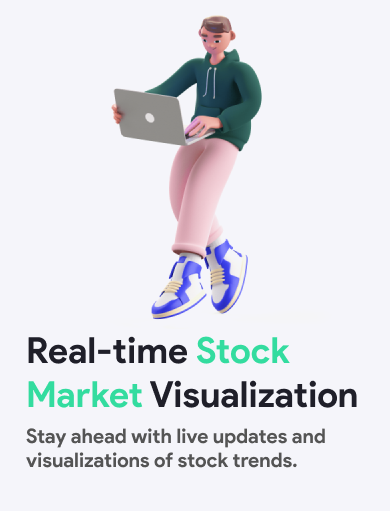 Real-time Stock
Market Visualization
Stay ahead with live updates and
visualizations of stock trends.